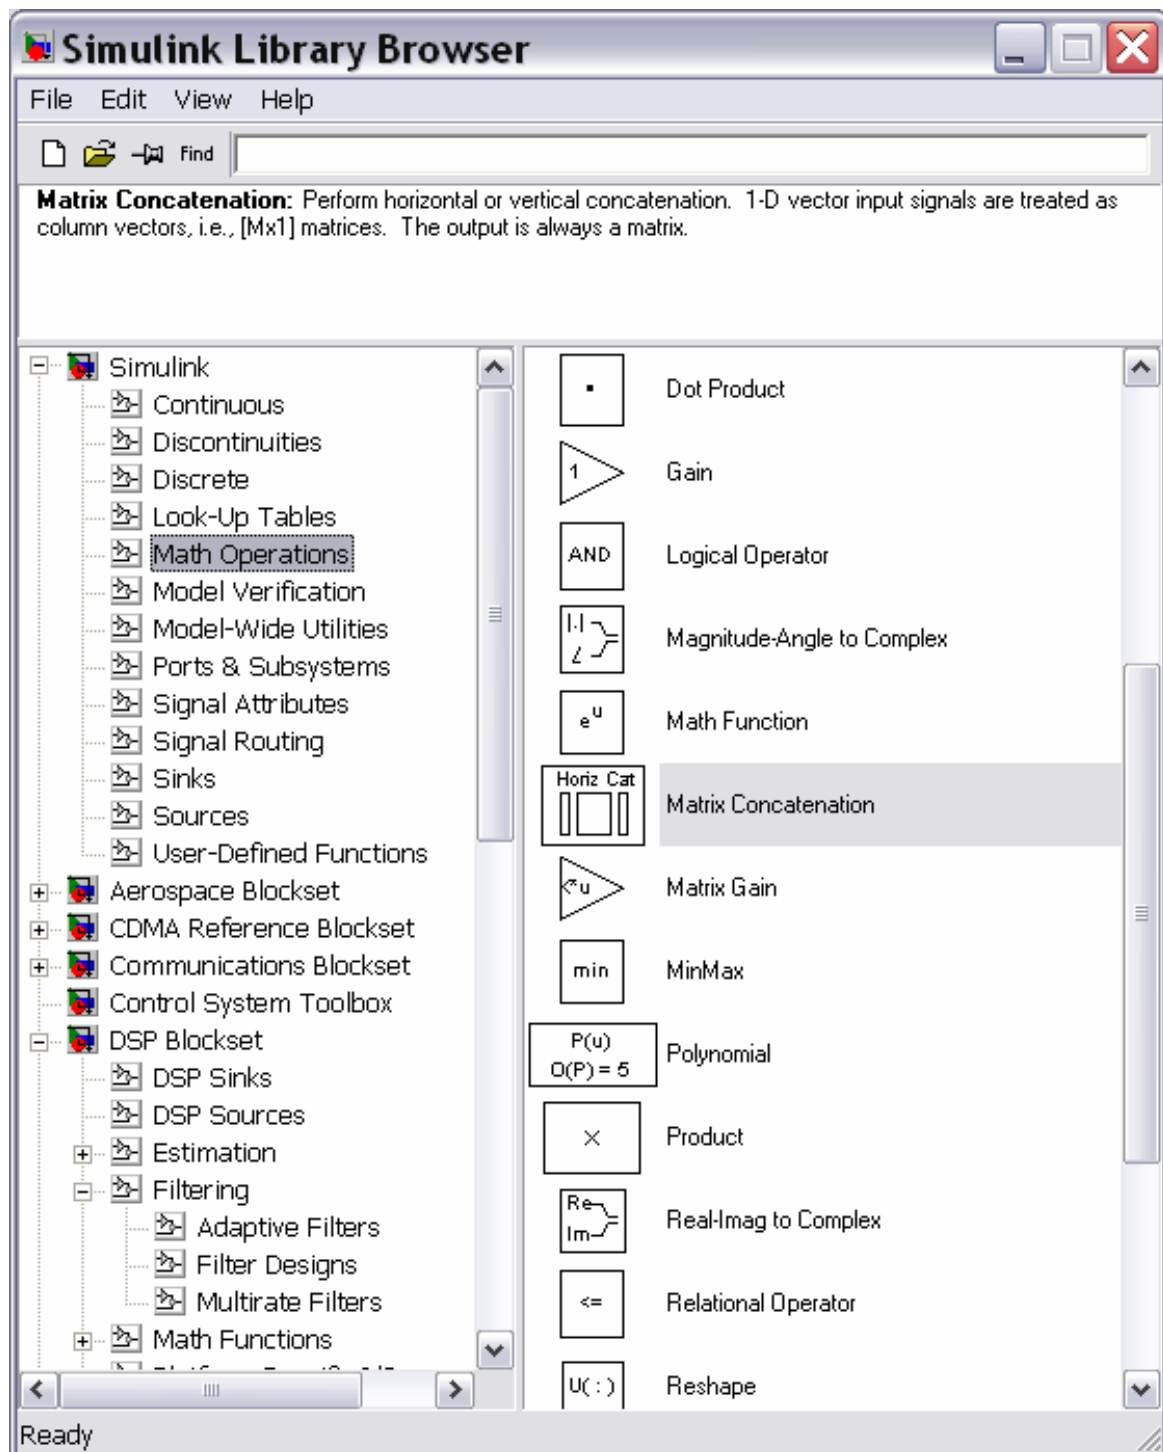 Simulink Library Browser
File Edit View Help
Find
Matrix Concatenation: Perform horizontal or vertical concatenation. 1-D vector input signals are treated as
column vectors, i.e., [Mx1] matrices. The output is always a matrix.
Simulink
Continuous
Discontinuities
Discrete
Look-Up Tables
Math Operations
Model Verification
Model-Wide Utilities
Ports & Subsystems
Signal Attributes
Signal Routing
Sinks
Sources
User-Defined Functions
Aerospace Blockset
CDMA Reference Blockset
Communications Blockset
Control System Toolbox
DSP Blockset
DSP Sinks
DSP Sources
Estimation
Filtering
Adaptive Filters
Filter Designs
Multirate Filters
Math Functions
Dot Product
1 Gain
AND Logical Operator
|.| ∠ Magnitude-Angle to Complex
e^u Math Function
Horiz Cat
Matrix Concatenation
u Matrix Gain
min MinMax
P(u)
O(P) = 5
Polynomial
× Product
Re
Im
Real-Imag to Complex
<= Relational Operator
U( : ) Reshape
Ready